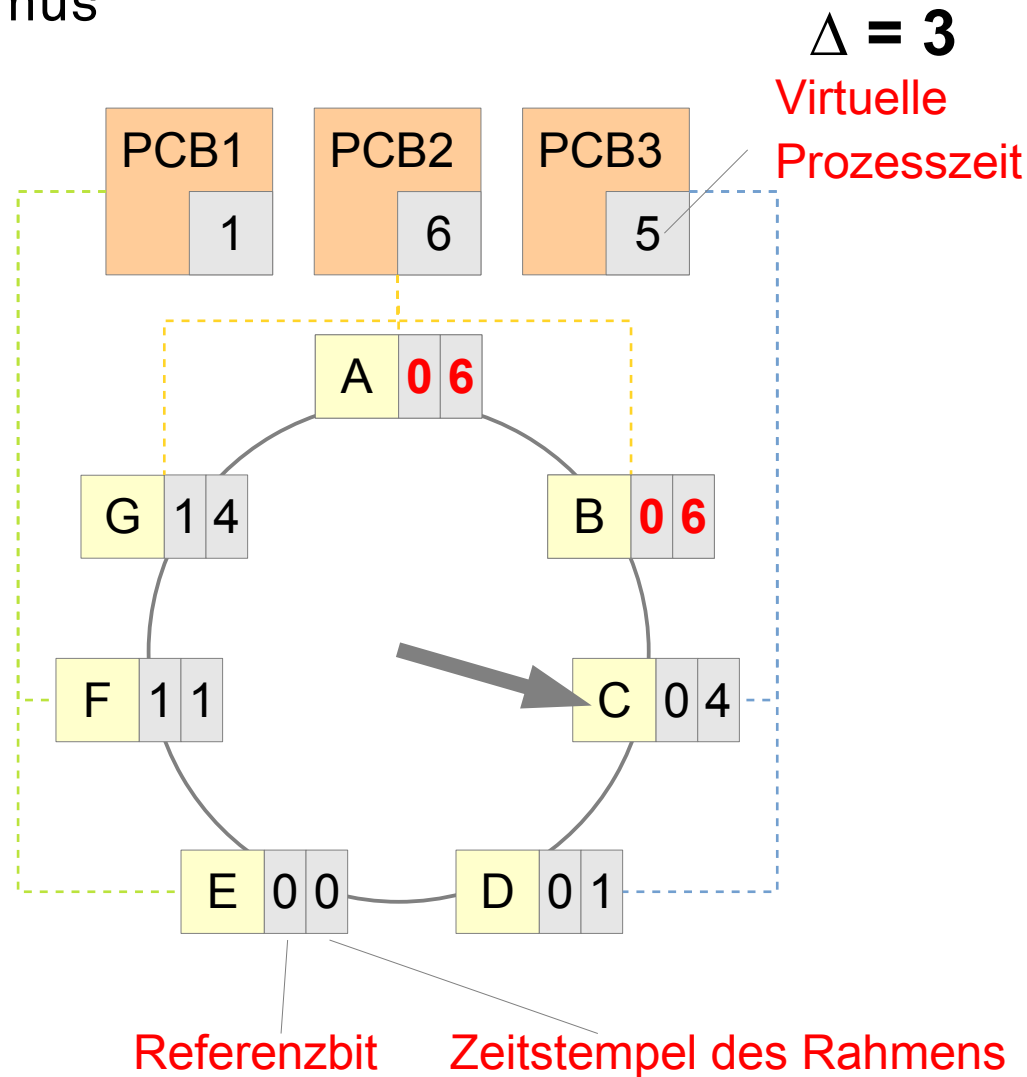 nus
Δ = 3
Virtuelle
Prozesszeit
PCB1 PCB2 PCB3
1 6 5
A 0 6
G 1 4 B 0 6
F 1 1 C 0 4
E 0 0 D 0 1
Referenzbit Zeitstempel des Rahmens